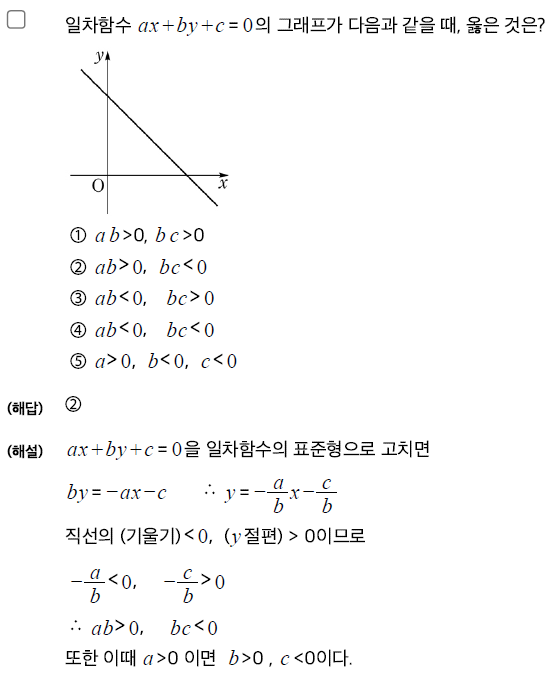 일차함수 ax+by+c=0의 그래프가 다음과 같을 때, 옳은 것은?
y
O x
① ab>0, bc>0
② ab>0, bc<0
③ ab<0, bc>0
④ ab<0, bc<0
⑤ a>0, b<0, c<0
(해답) ②
(해설) ax+by+c=0을 일차함수의 표준형으로 고치면
by=-ax-c ∴ y=-a/b x-c/b
직선의 (기울기)<0, (y절편) > 0이므로
-a/b<0, -c/b>0
∴ ab>0, bc<0
또한 이때 a>0 이면 b>0 , c<0이다.